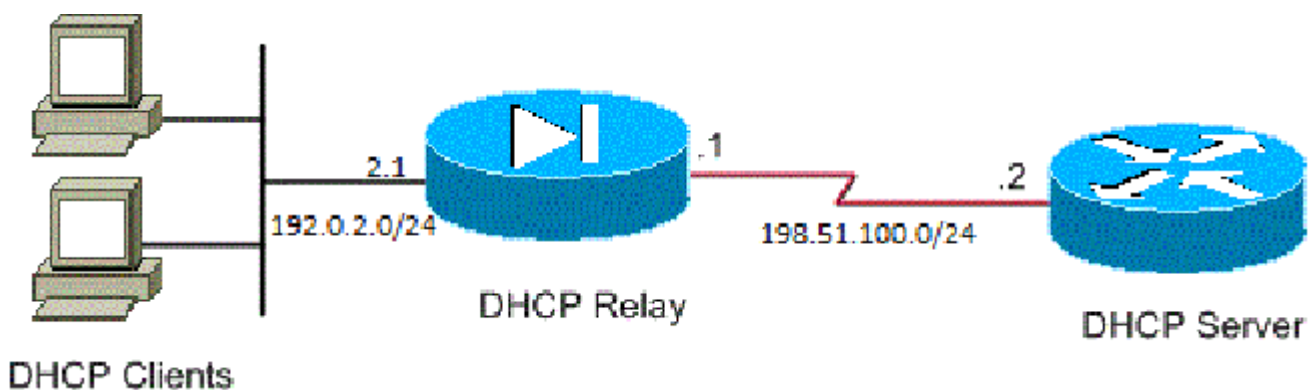 2.1
.1
.2
192.0.2.0/24
198.51.100.0/24
DHCP Relay
DHCP Server
DHCP Clients